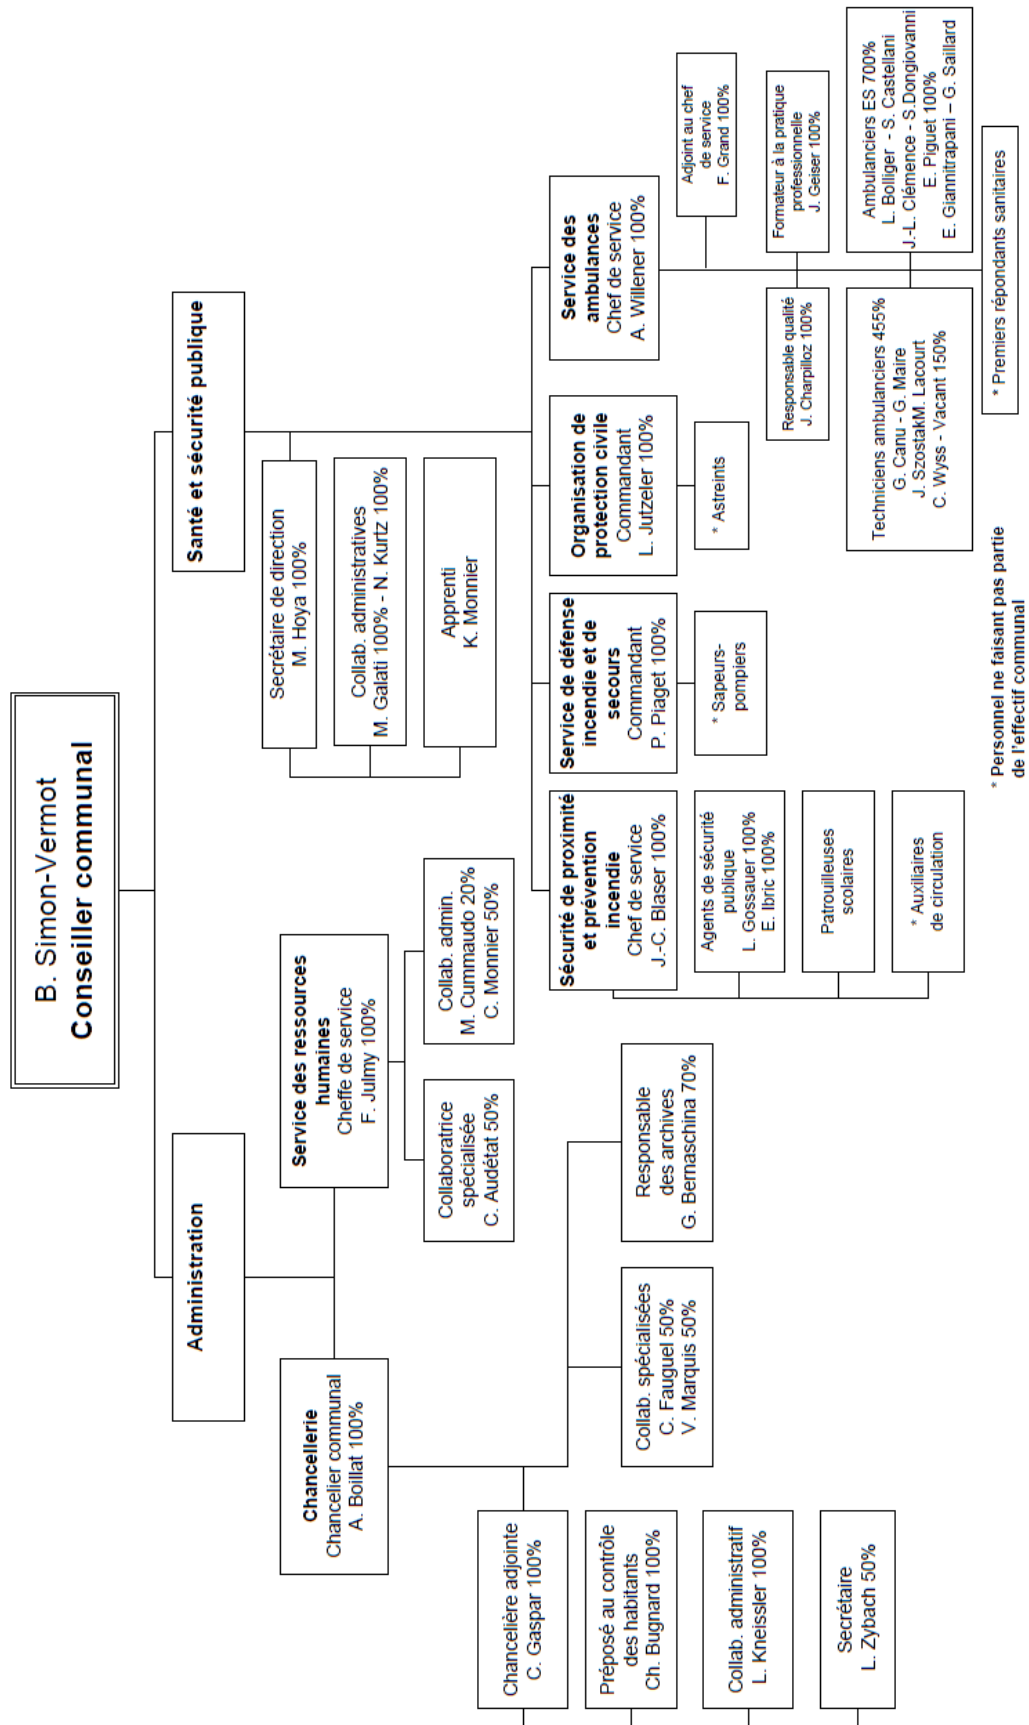 B. Simon-Vermot
Conseiller communal
Administration
Santé et sécurité publique
Chancellerie
Chancelier communal
A. Boillat 100%
Service des ressources
humaines
Cheffe de service
F. Julmy 100%
Secrétaire de direction
M. Hoya 100%
Collab. administratives
M. Galati 100% - N. Kurtz 100%
Apprenti
K. Monnier
Collaboratrice
spécialisée
C. Audétat 50%
Collab. admin.
M. Cummaudo 20%
C. Monnier 50%
Chancelière adjointe
C. Gaspar 100%
Préposé au contrôle
des habitants
Ch. Bugnard 100%
Collab. administratif
L. Kneissler 100%
Secrétaire
L. Zybach 50%
Collab. spécialisées
C. Fauguel 50%
V. Marquis 50%
Responsable
des archives
G. Bernaschina 70%
Sécurité de proximité
et prévention
incendie
Chef de service
J.-C. Blaser 100%
Agents de sécurité
publique
L. Gossauer 100%
E. Ibric 100%
Patrouilleuses
scolaires
* Auxiliaires
de circulation
Service de défense
incendie et de
secours
Commandant
P. Piaget 100%
* Sapeurs-
pompiers
Organisation de
protection civile
Commandant
L. Jutzeler 100%
* Astreints
Service des
ambulances
Chef de service
A. Willener 100%
Adjoint au chef
de service
F. Grand 100%
Responsable qualité
J. Charpilloz 100%
Formateur à la pratique
professionnelle
J. Geiser 100%
Techniciens ambulanciers 455%
G. Canu - G. Maire
J. SzostakM. Lacourt
C. Wyss - Vacant 150%
Ambulanciers ES 700%
L. Bolliger - S. Castellani
J.-L. Clémence - S.Dongiovanni
E. Piguet 100%
E. Giannitrapani – G. Saillard
* Premiers répondants sanitaires
* Personnel ne faisant pas partie
de l'effectif communal